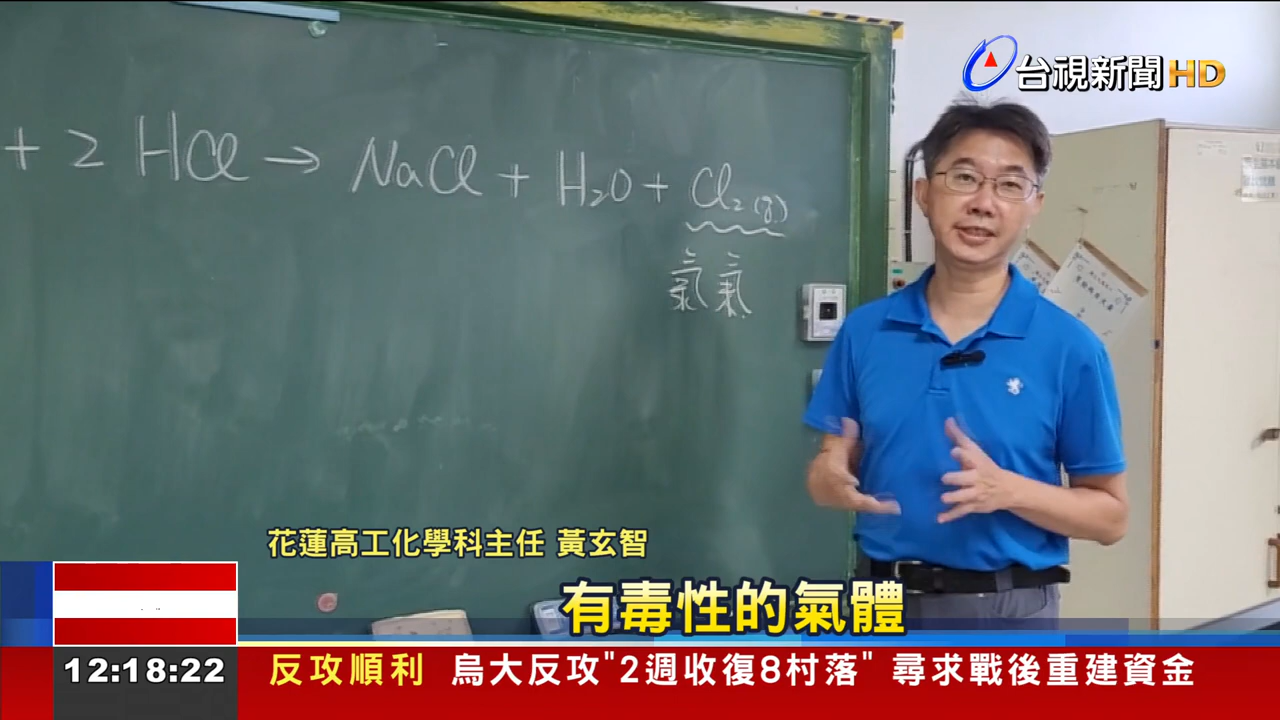 台視新聞HD
+ 2 HCl → NaCl + H₂O + Cl₂(g)
氯氣
花蓮高工化學科主任 黃玄智
有毒性的氣體
12:18:22
反攻順利 烏大反攻"2週收復8村落" 尋求戰後重建資金